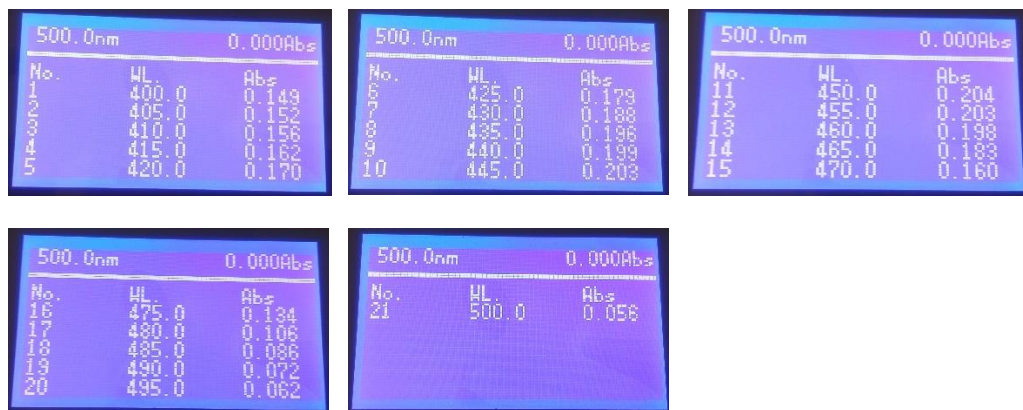 500.0nm 0.000Abs
No. WL. Abs
1 400.0 0.149
2 405.0 0.152
3 410.0 0.156
4 415.0 0.162
5 420.0 0.170
500.0nm 0.000Abs
No. WL. Abs
6 425.0 0.179
7 430.0 0.188
8 435.0 0.196
9 440.0 0.199
10 445.0 0.203
500.0nm 0.000Abs
No. WL. Abs
11 450.0 0.204
12 455.0 0.203
13 460.0 0.198
14 465.0 0.183
15 470.0 0.160
500.0nm 0.000Abs
No. WL. Abs
16 475.0 0.134
17 480.0 0.106
18 485.0 0.086
19 490.0 0.072
20 495.0 0.062
500.0nm 0.000Abs
No. WL. Abs
21 500.0 0.056